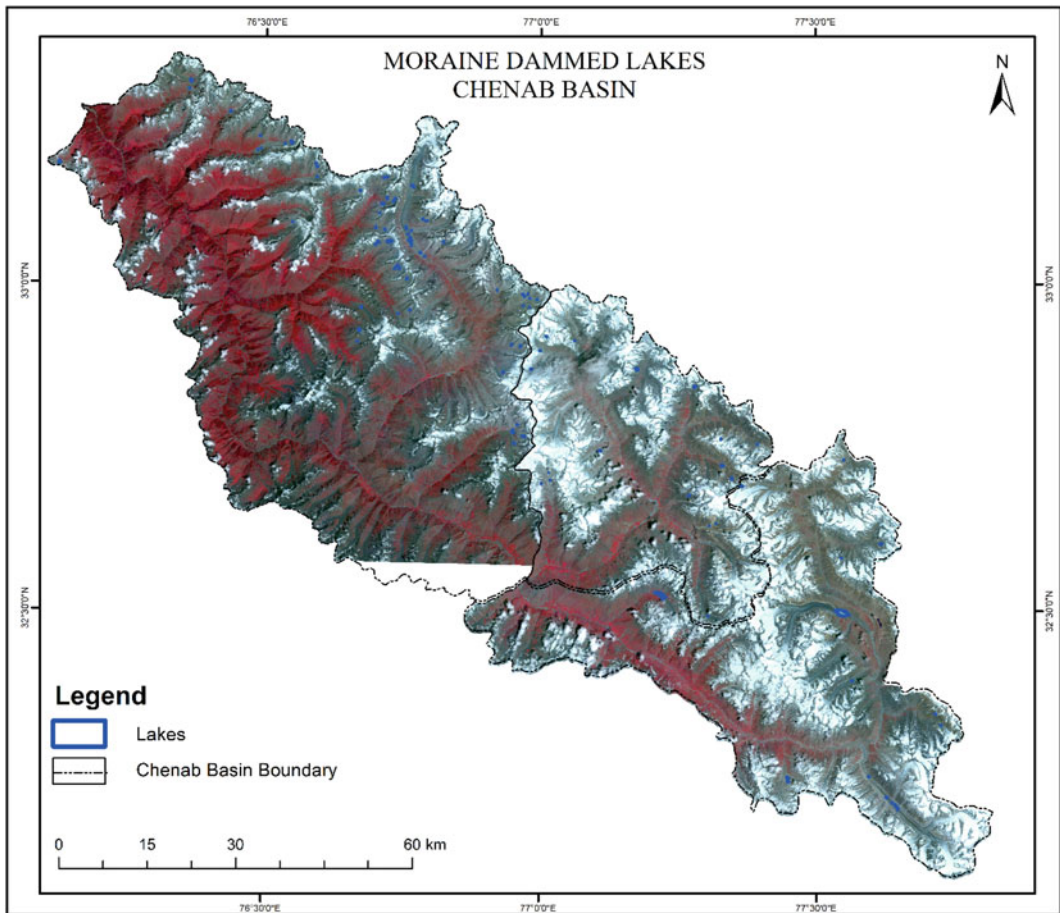 76°30'0"E 77°0'0"E 77°30'0"E
MORAINE DAMMED LAKES
CHENAB BASIN
N
33°0'0"N 33°0'0"N
32°30'0"N 32°30'0"N
Legend
Lakes
Chenab Basin Boundary
0 15 30 60 km
76°30'0"E 77°0'0"E 77°30'0"E